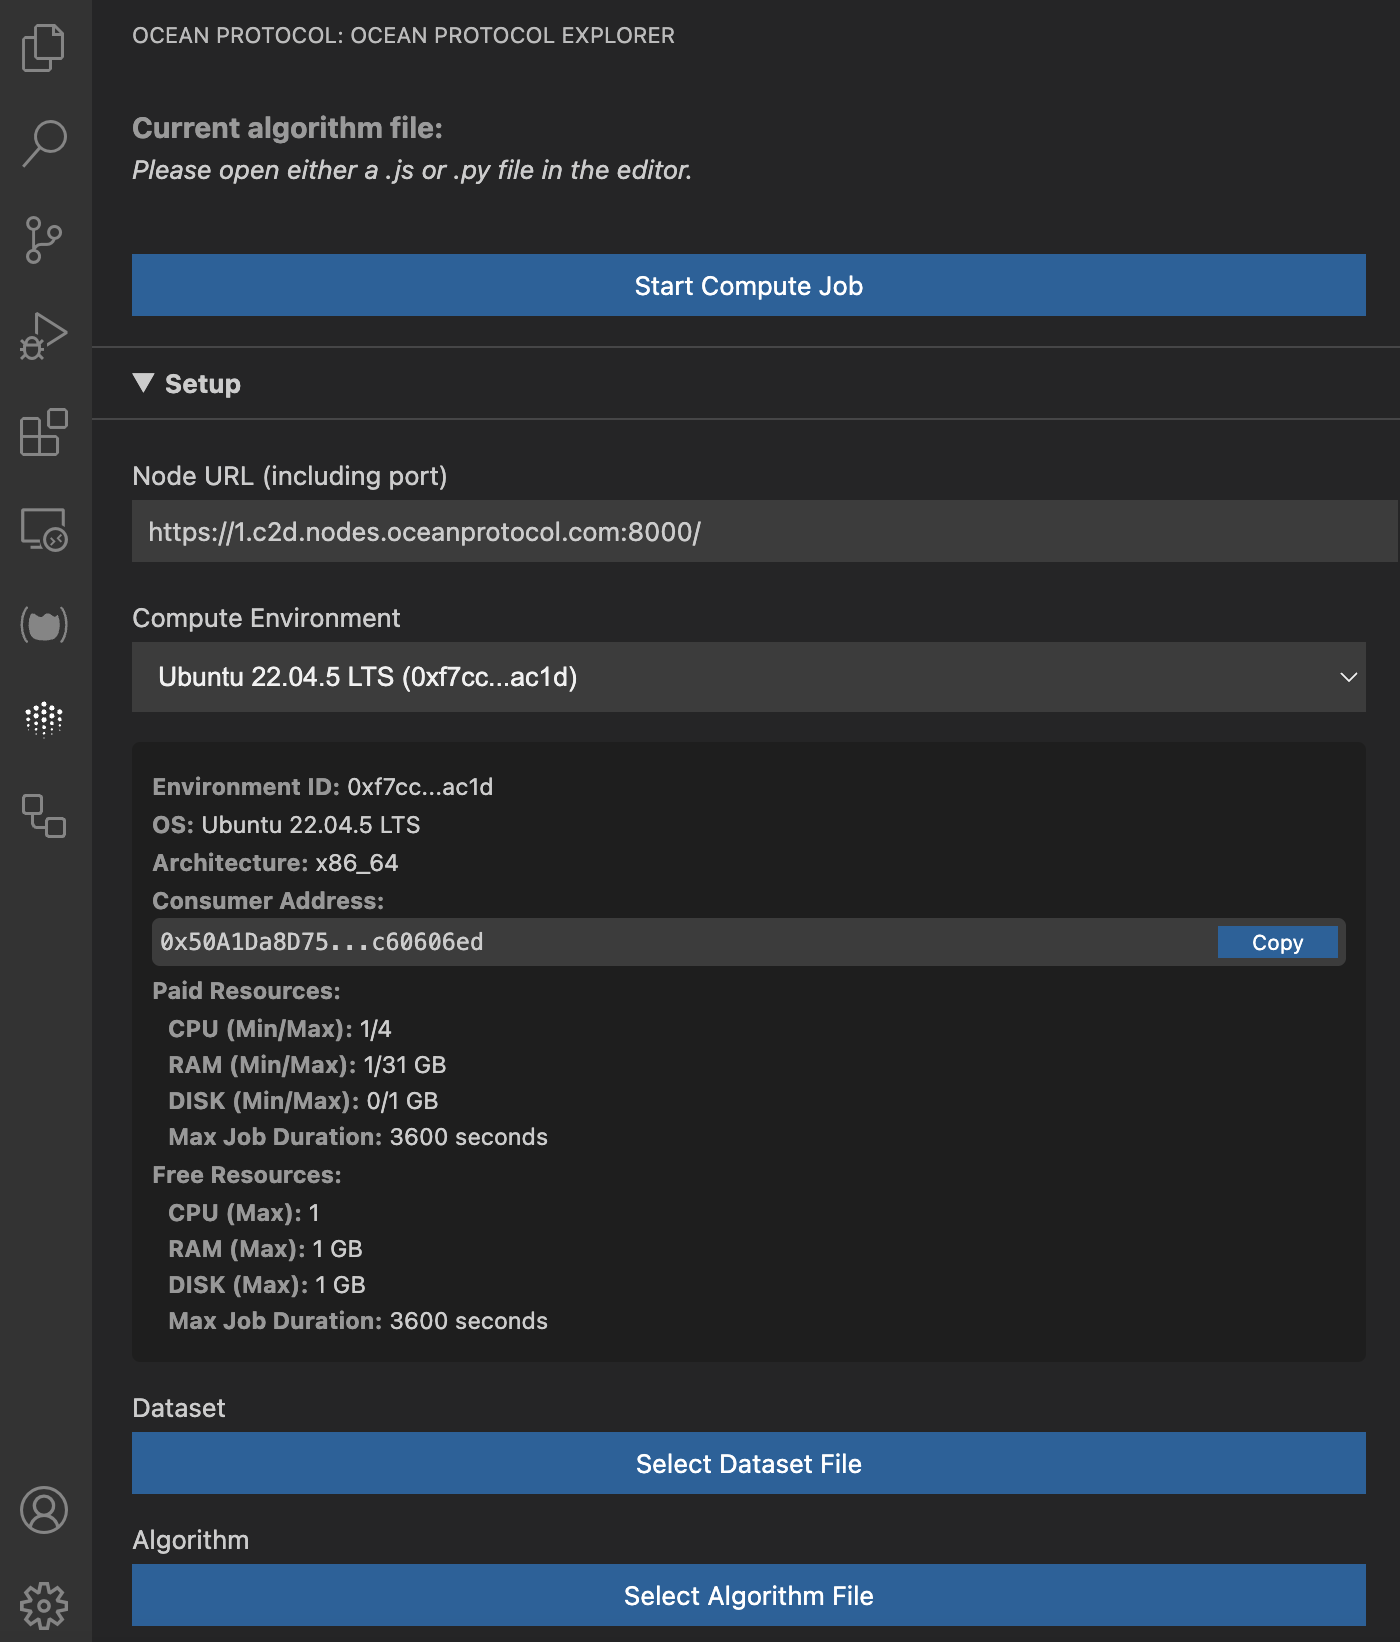 OCEAN PROTOCOL: OCEAN PROTOCOL EXPLORER
Current algorithm file:
Please open either a .js or .py file in the editor.
Start Compute Job
Setup
Node URL (including port)
https://1.c2d.nodes.oceanprotocol.com:8000/
Compute Environment
Ubuntu 22.04.5 LTS (0xf7cc...ac1d)
Environment ID: 0xf7cc...ac1d
OS: Ubuntu 22.04.5 LTS
Architecture: x86_64
Consumer Address:
0x50A1Da8D75...c60606ed Copy
Paid Resources:
CPU (Min/Max): 1/4
RAM (Min/Max): 1/31 GB
DISK (Min/Max): 0/1 GB
Max Job Duration: 3600 seconds
Free Resources:
CPU (Max): 1
RAM (Max): 1 GB
DISK (Max): 1 GB
Max Job Duration: 3600 seconds
Dataset
Select Dataset File
Algorithm
Select Algorithm File